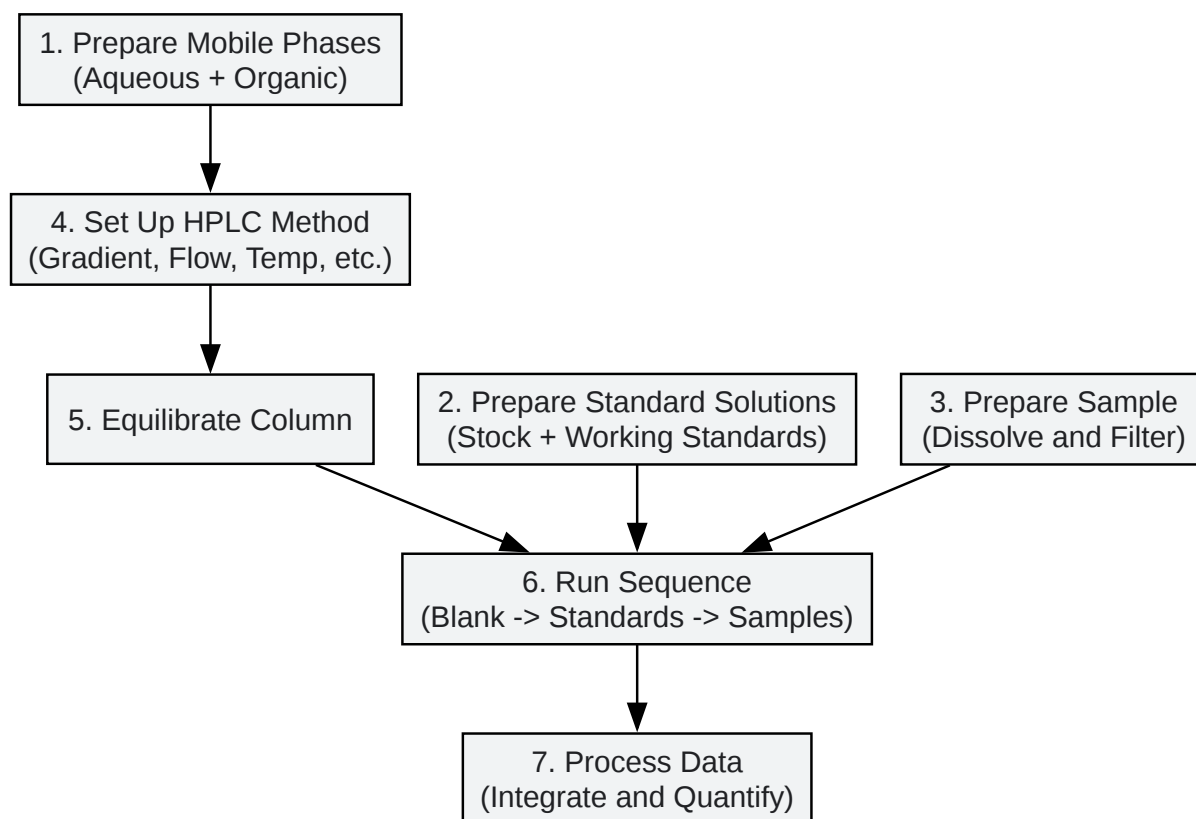 1. Prepare Mobile Phases
(Aqueous + Organic)
4. Set Up HPLC Method
(Gradient, Flow, Temp, etc.)
5. Equilibrate Column
2. Prepare Standard Solutions
(Stock + Working Standards)
3. Prepare Sample
(Dissolve and Filter)
6. Run Sequence
(Blank -> Standards -> Samples)
7. Process Data
(Integrate and Quantify)